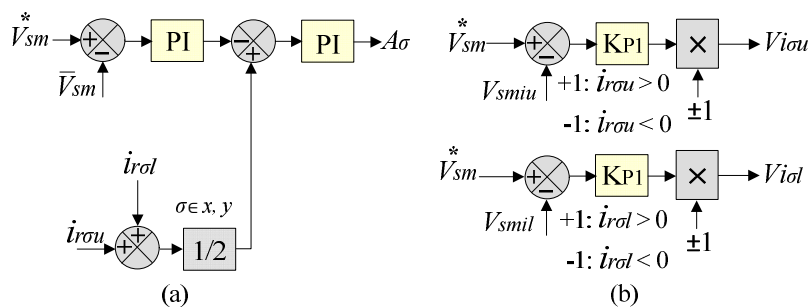 V*sm + − PI − + PI Aσ
V̄sm
irσl
σ∈x, y
irσu + + 1/2
(a)
V*sm + − KP1 × Viσu
Vsmiu +1: irσu > 0 ±1
-1: irσu < 0
V*sm + − KP1 × Viσl
Vsmil +1: irσl > 0 ±1
-1: irσl < 0
(b)